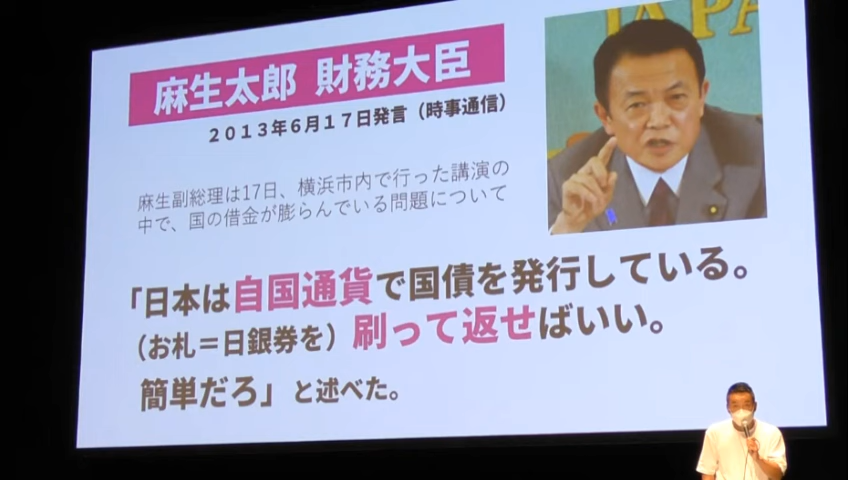 JAPA
麻生太郎 財務大臣
2013年6月17日発言（時事通信）
麻生副総理は17日、横浜市内で行った講演の
中で、国の借金が膨らんでいる問題について
「日本は自国通貨で国債を発行している。
（お札＝日銀券を）刷って返せばいい。
簡単だろ」と述べた。